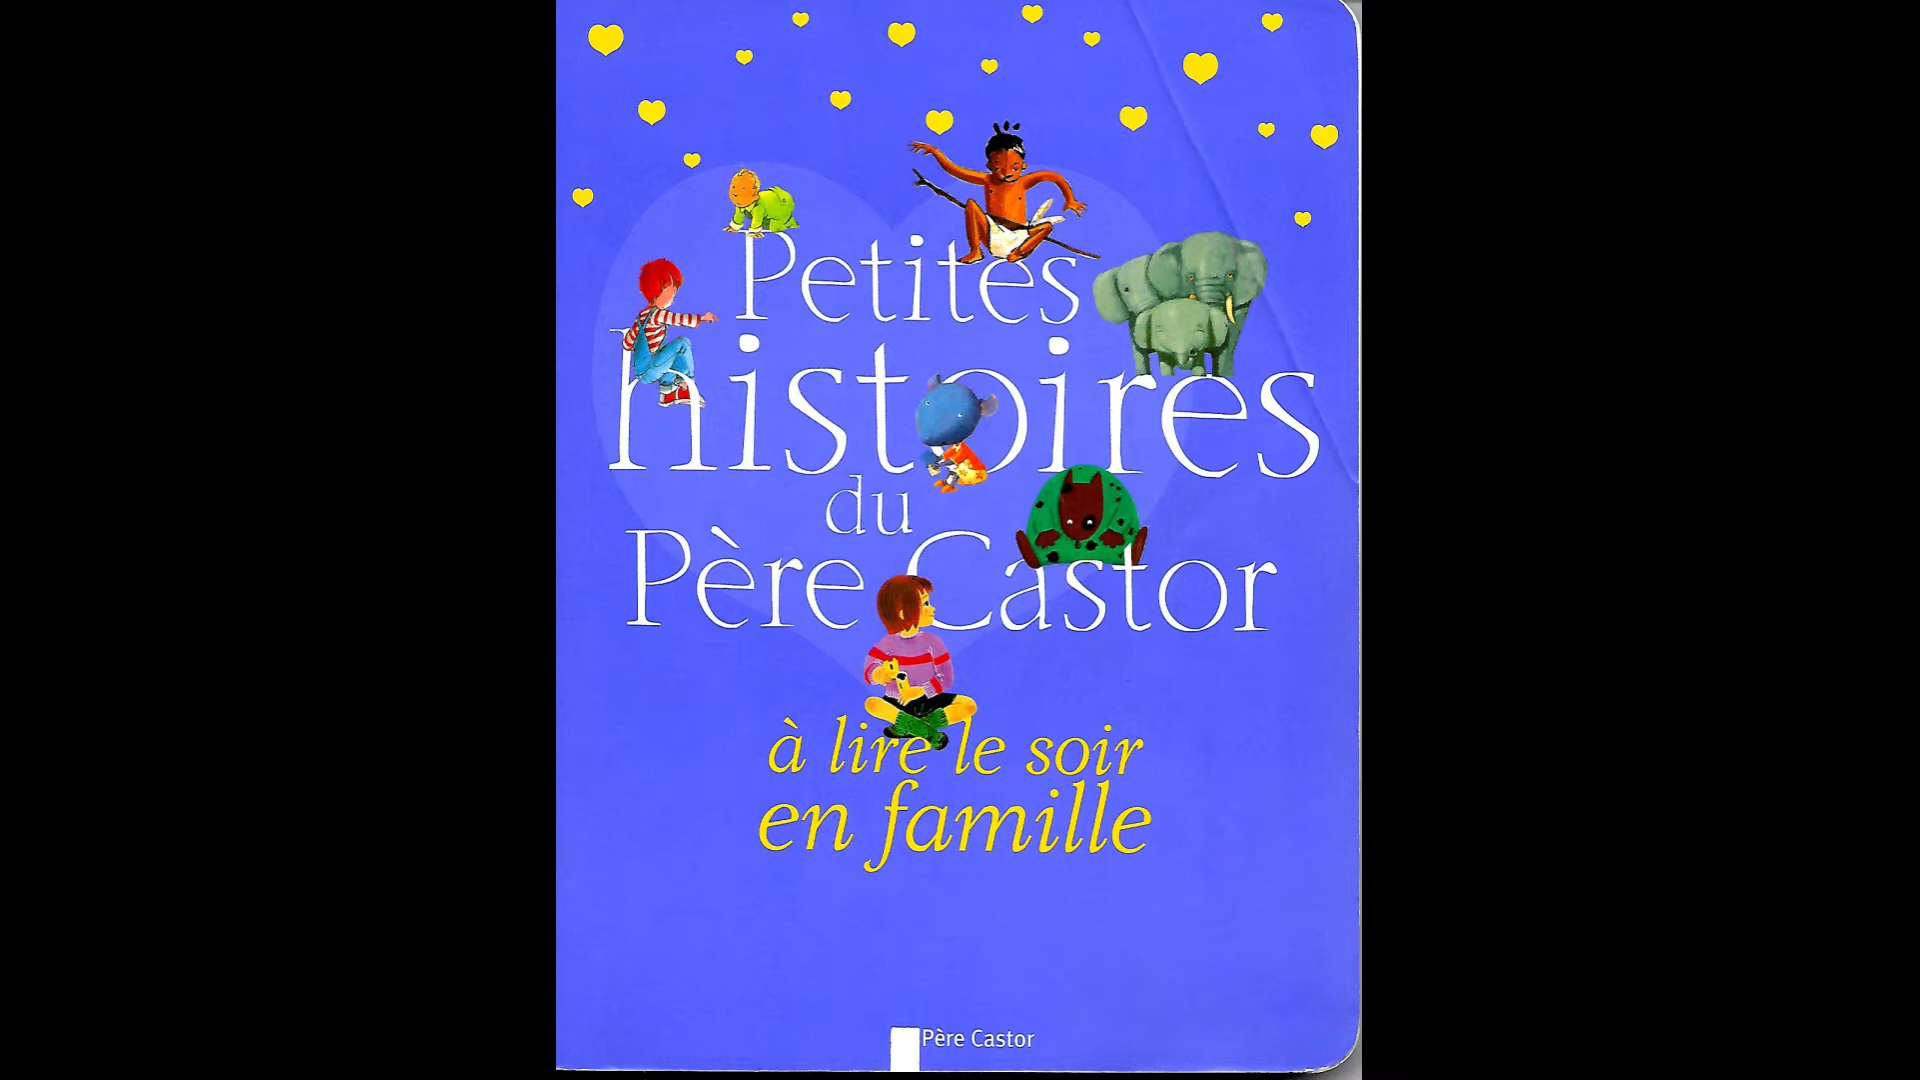 Petites
histoires
du
Père Castor
à lire le soir
en famille
Père Castor